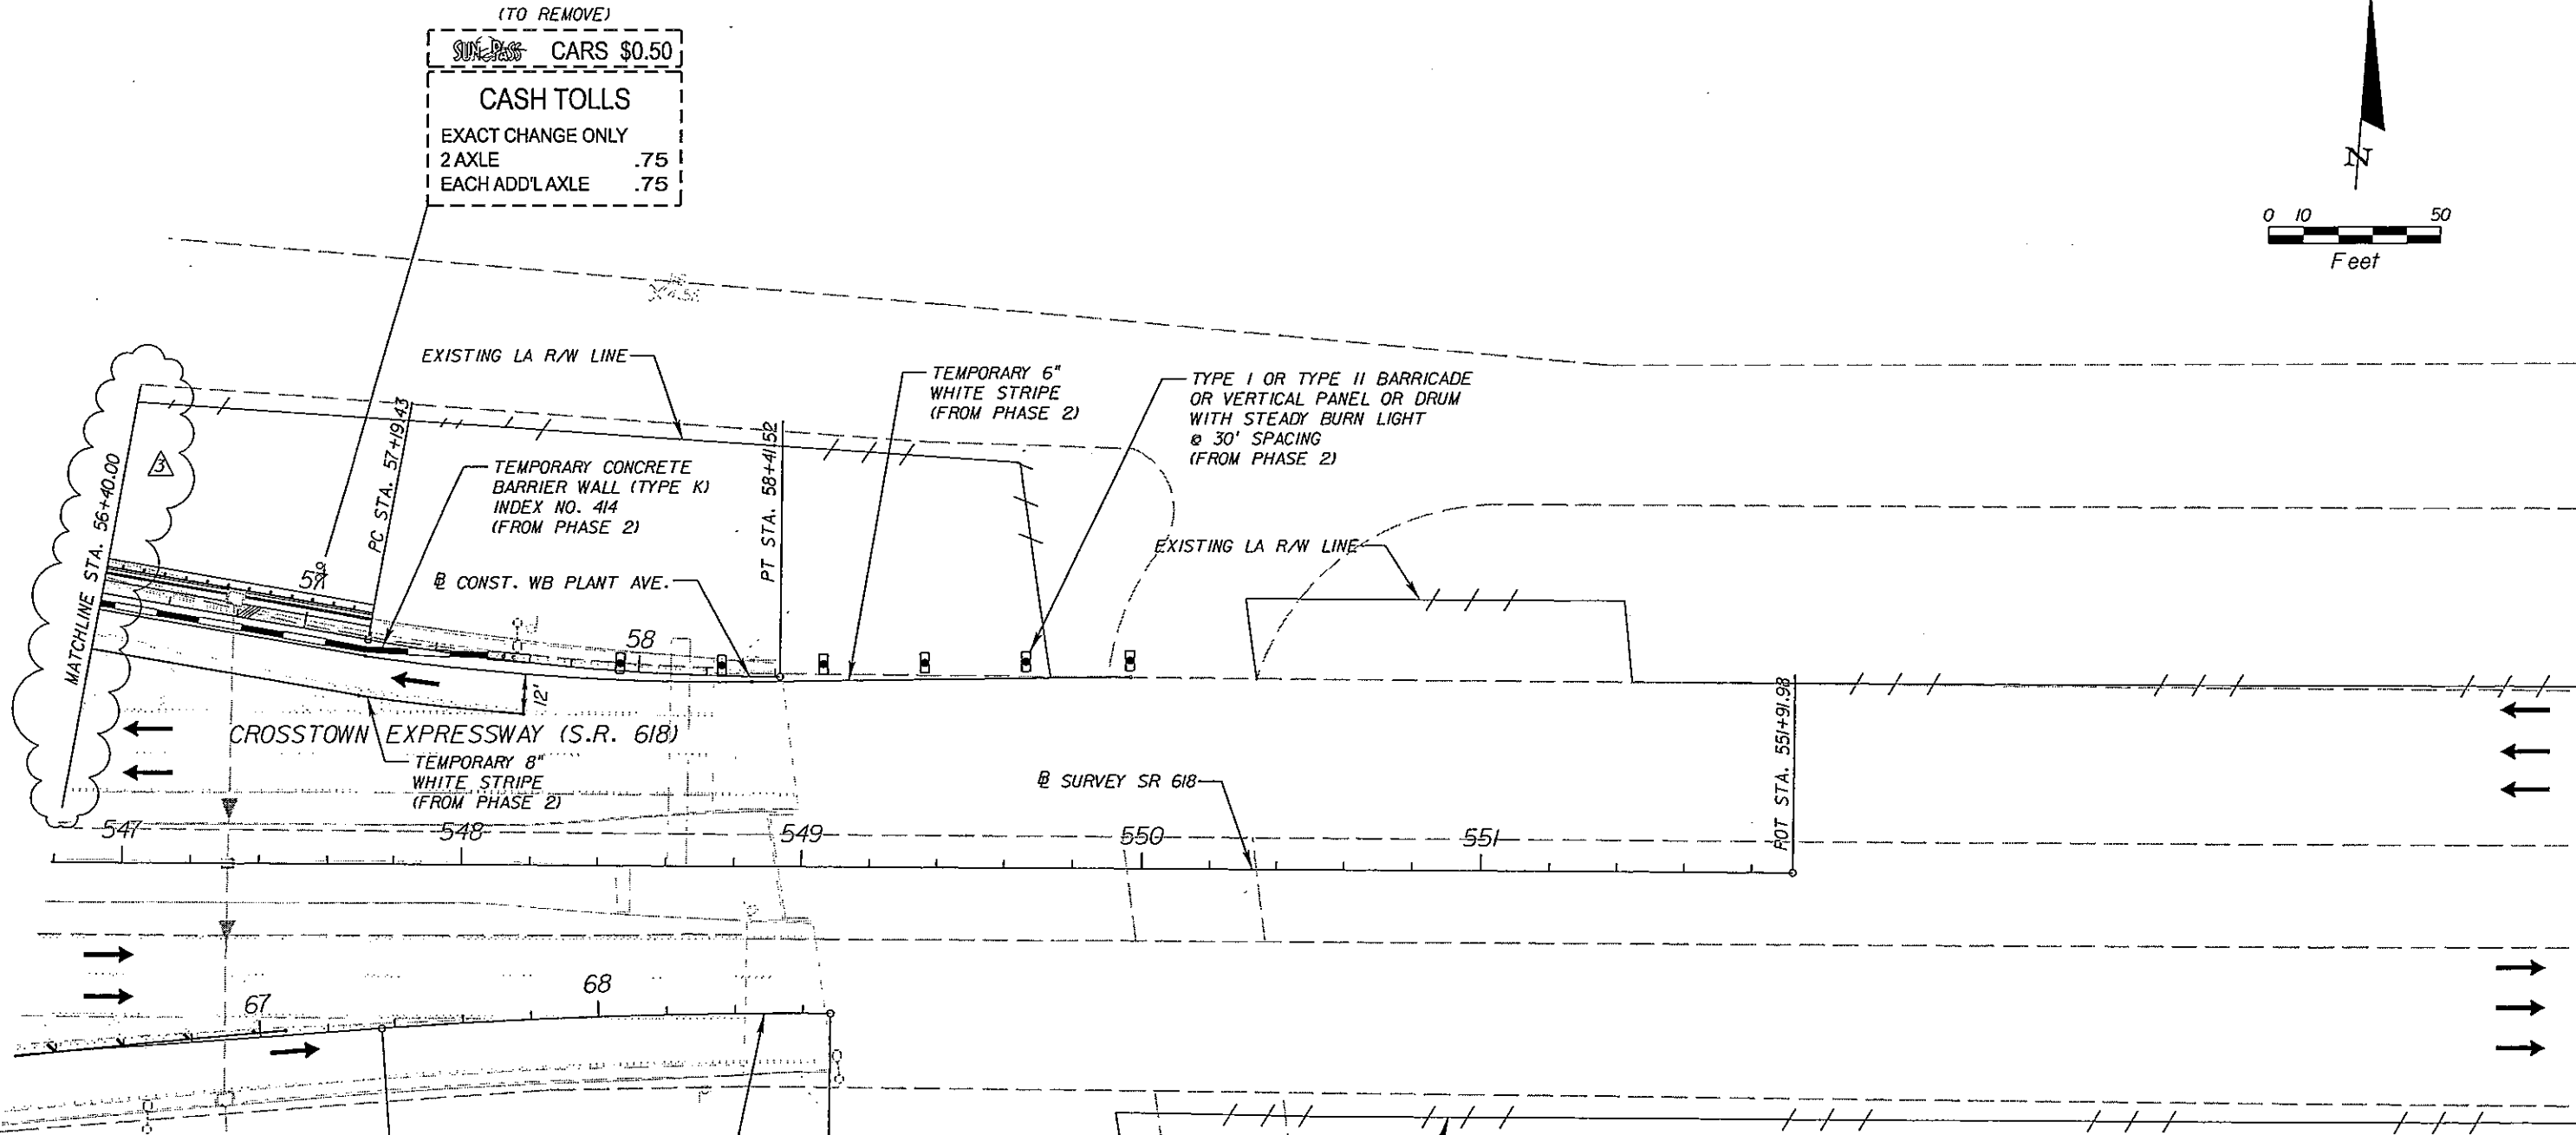 (TO REMOVE)
SUNPASS CARS $0.50
CASH TOLLS
EXACT CHANGE ONLY
2 AXLE .75
EACH ADD'L AXLE .75
N
0 10 50
Feet
EXISTING LA R/W LINE
TEMPORARY 6"
WHITE STRIPE
(FROM PHASE 2)
TYPE I OR TYPE II BARRICADE
OR VERTICAL PANEL OR DRUM
WITH STEADY BURN LIGHT
@ 30' SPACING
(FROM PHASE 2)
MATCHLINE STA. 56+40.00
3
PC STA. 57+19.43
TEMPORARY CONCRETE
BARRIER WALL (TYPE K)
INDEX NO. 414
(FROM PHASE 2)
PT STA. 58+41.52
EXISTING LA R/W LINE
57
℄ CONST. WB PLANT AVE.
58
12'
CROSSTOWN EXPRESSWAY (S.R. 618)
TEMPORARY 8"
WHITE STRIPE
(FROM PHASE 2)
℄ SURVEY SR 618
POT STA. 551+91.98
547 548 549 550 551
67
68